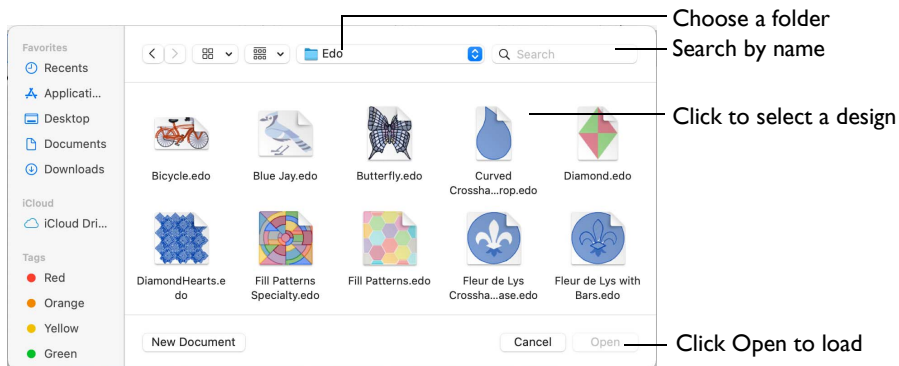 Choose a folder
Search by name
Click to select a design
Click Open to load
Favorites
Recents
Applicati...
Desktop
Documents
Downloads
iCloud
iCloud Dri...
Tags
Red
Orange
Yellow
Green
Edo
Search
Bicycle.edo
Blue Jay.edo
Butterfly.edo
Curved
Crossha...rop.edo
Diamond.edo
DiamondHearts.e
do
Fill Patterns
Specialty.edo
Fill Patterns.edo
Fleur de Lys
Crossha...ase.edo
Fleur de Lys with
Bars.edo
New Document
Cancel
Open